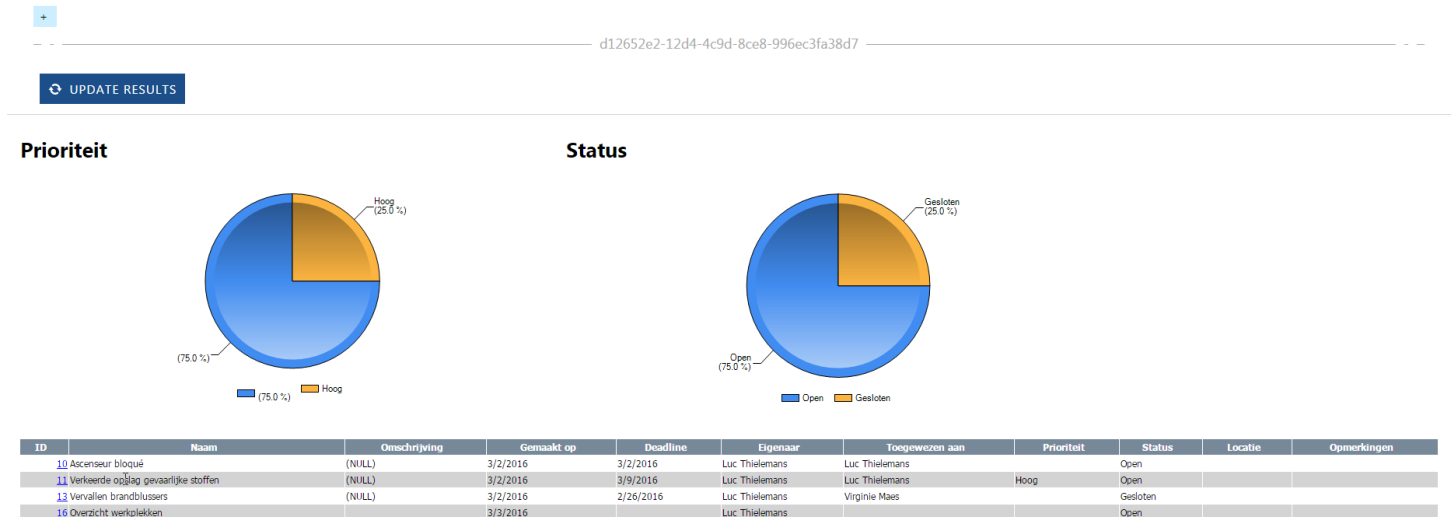 +
d12652e2-12d4-4c9d-8ce8-996ec3fa38d7
UPDATE RESULTS
Prioriteit
Hoog
(25.0 %)
(75.0 %)
(75.0 %) Hoog
Status
Gesloten
(25.0 %)
Open
(75.0 %)
Open Gesloten
ID Naam Omschrijving Gemaakt op Deadline Eigenaar Toegewezen aan Prioriteit Status Locatie Opmerkingen
10 Ascenseur bloqué (NULL) 3/2/2016 3/2/2016 Luc Thielemans Luc Thielemans Open
11 Verkeerde opslag gevaarlijke stoffen (NULL) 3/2/2016 3/9/2016 Luc Thielemans Luc Thielemans Hoog Open
13 Vervallen brandblussers (NULL) 3/2/2016 2/26/2016 Luc Thielemans Virginie Maes Gesloten
16 Overzicht werkplekken 3/3/2016 Luc Thielemans Open